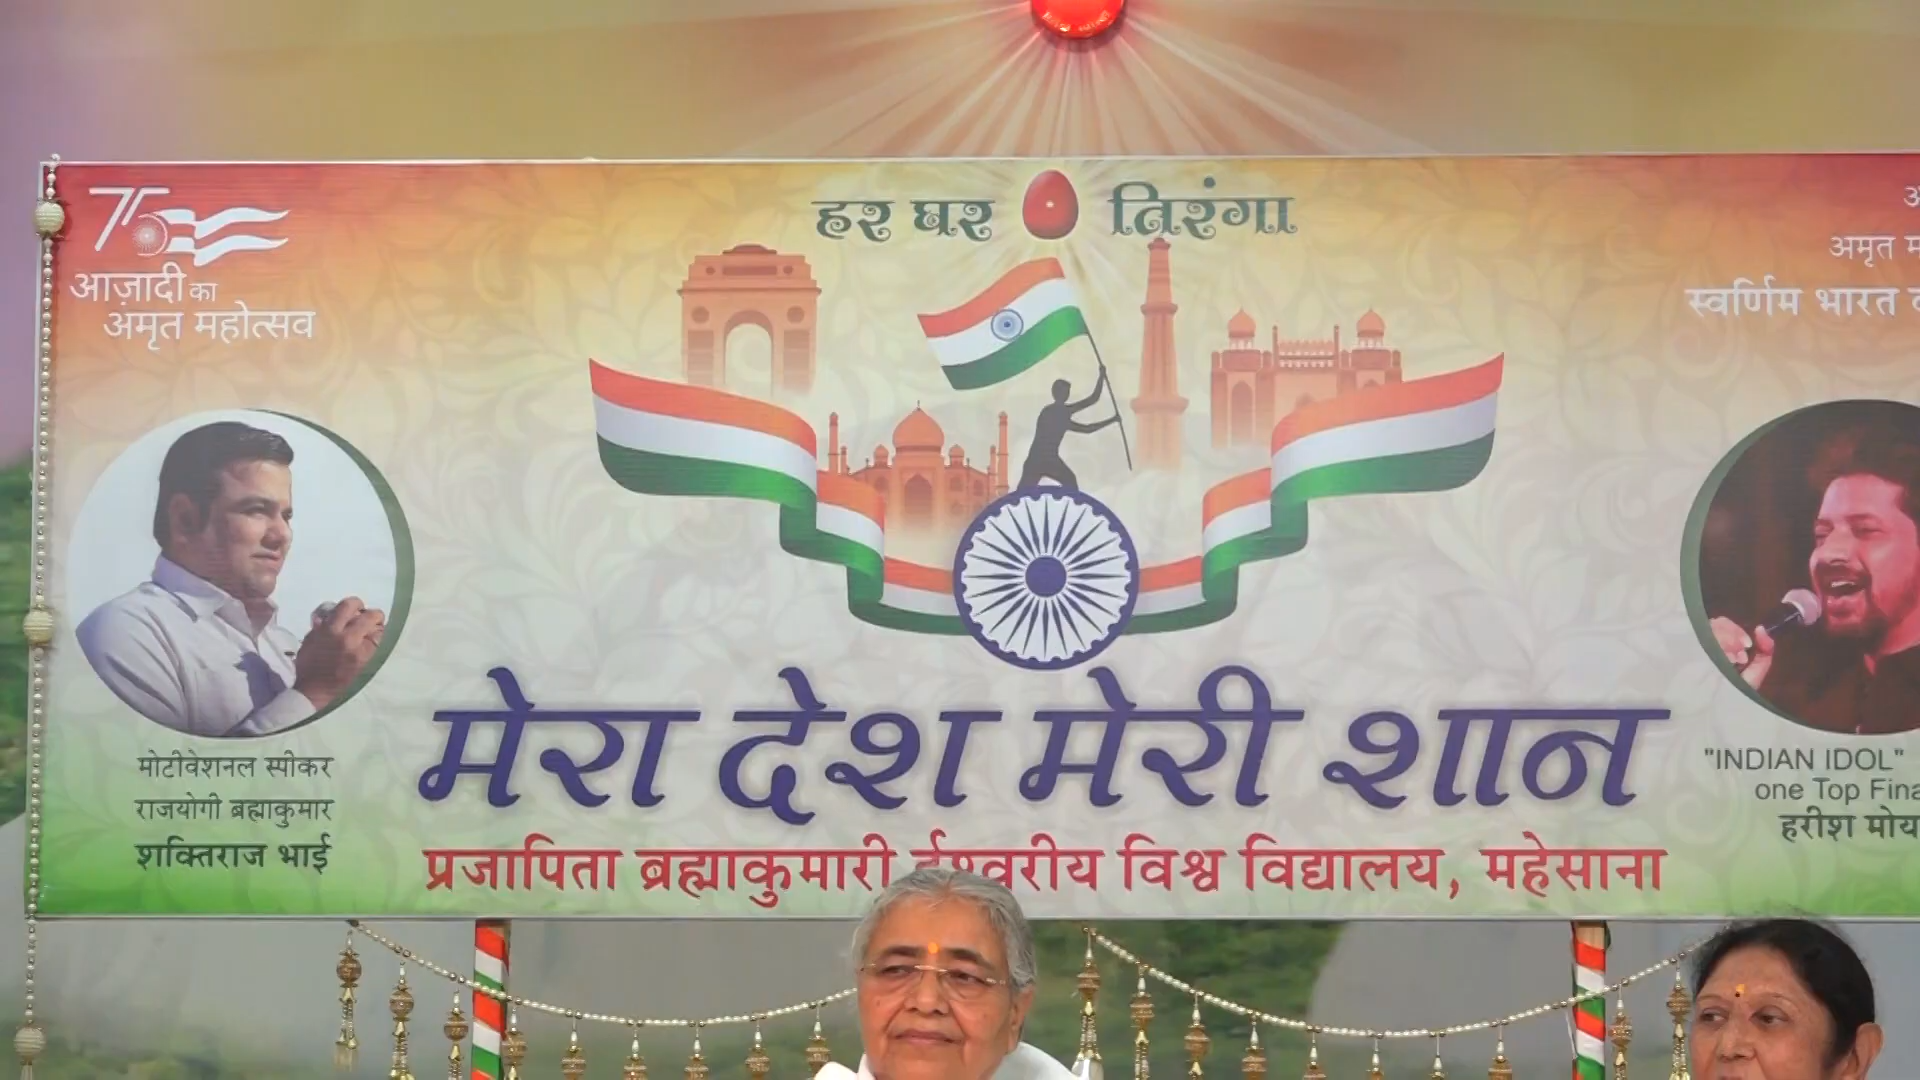 75
आज़ादी का
अमृत महोत्सव
हर घर तिरंगा
अमृत
स्वर्णिम भारत
मोटीवेशनल स्पीकर
राजयोगी ब्रह्माकुमार
शक्तिराज भाई
मेरा देश मेरी शान
प्रजापिता ब्रह्माकुमारी ईश्वरीय विश्व विद्यालय, महेसाना
"INDIAN IDOL"
one Top
हरीश